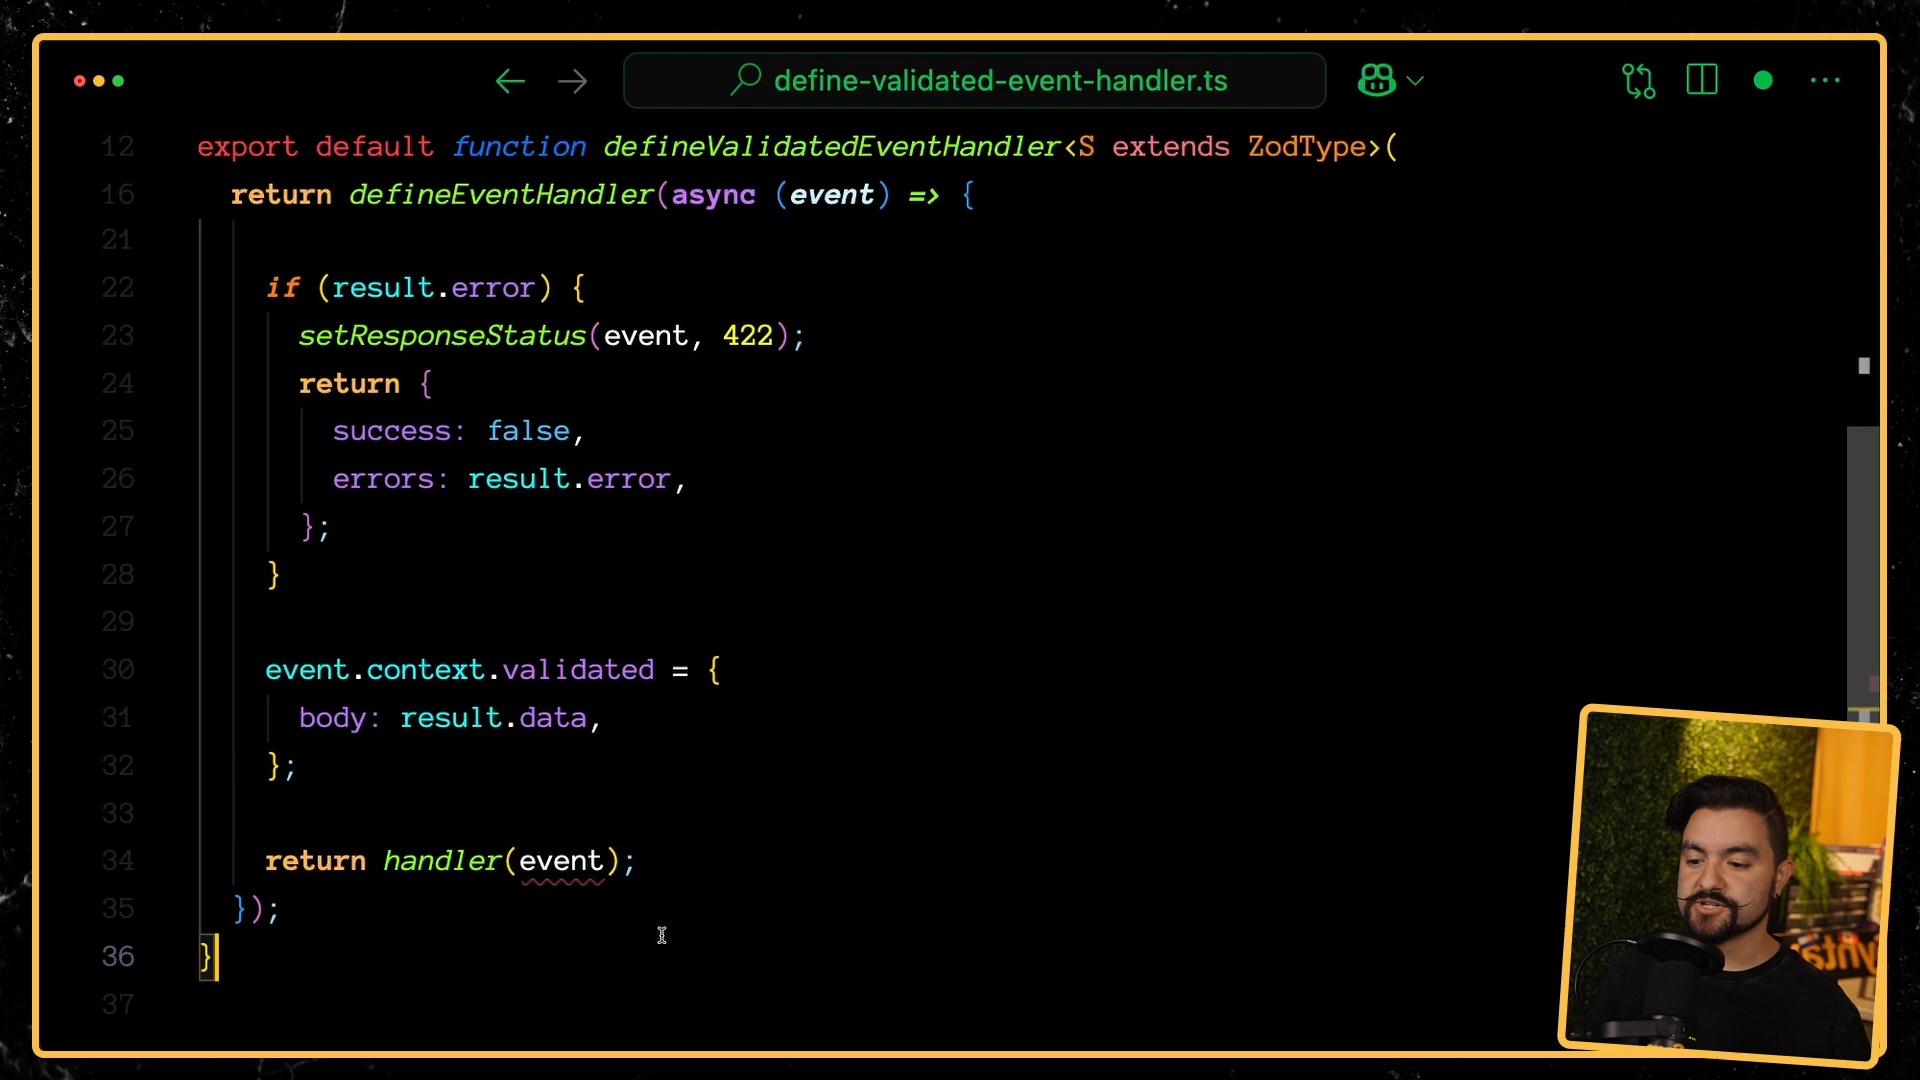 define-validated-event-handler.ts
12 export default function defineValidatedEventHandler<S extends ZodType>(
16 return defineEventHandler(async (event) => {
21
22 if (result.error) {
23 setResponseStatus(event, 422);
24 return {
25 success: false,
26 errors: result.error,
27 };
28 }
29
30 event.context.validated = {
31 body: result.data,
32 };
33
34 return handler(event);
35 });
36 }
37